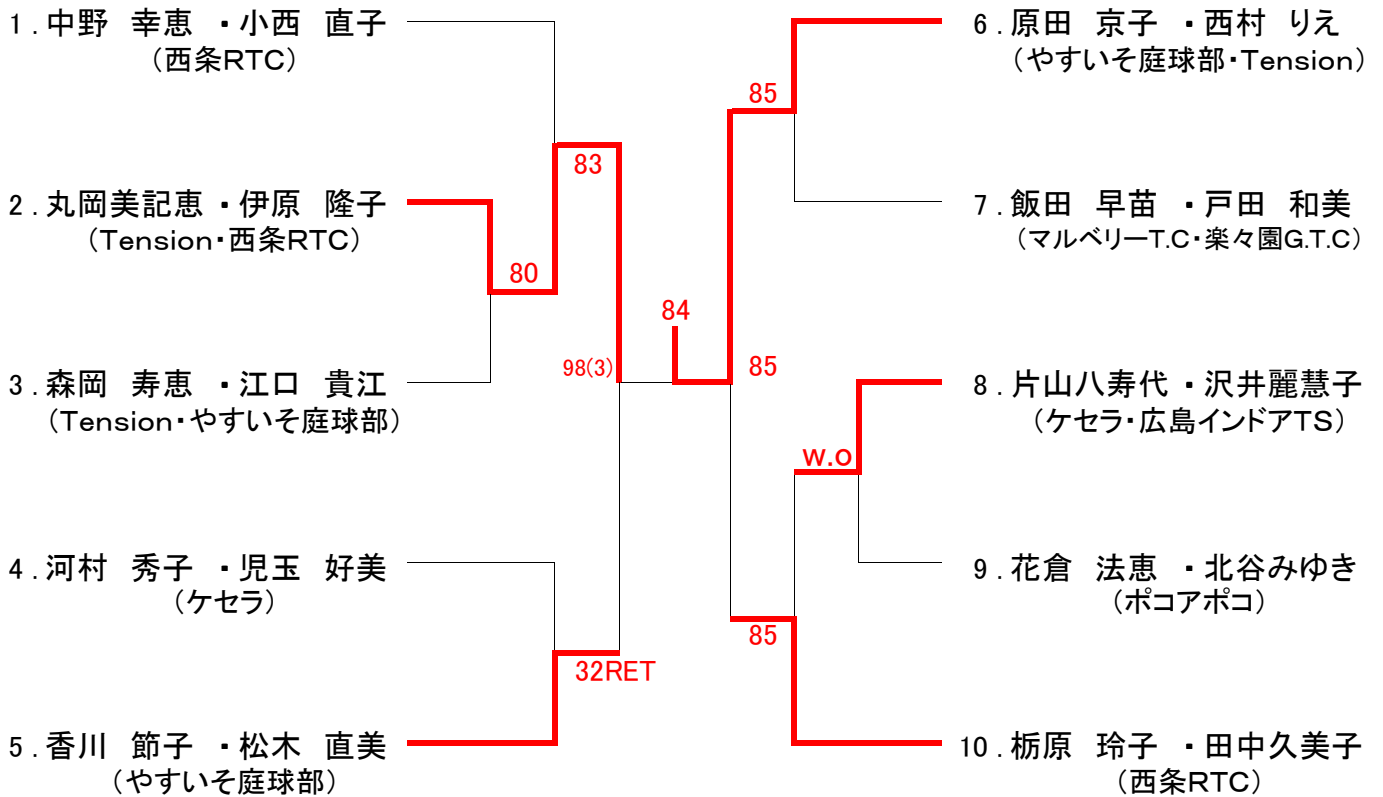 1.中野 幸恵 ・小西 直子
(西条RTC)
83
2.丸岡美記恵 ・伊原 隆子
(Tension・西条RTC)
80
3.森岡 寿恵 ・江口 貴江
(Tension・やすいそ庭球部)
98(3)
4.河村 秀子 ・児玉 好美
(ケセラ)
32RET
5.香川 節子 ・松木 直美
(やすいそ庭球部)
84
6.原田 京子 ・西村 りえ
(やすいそ庭球部・Tension)
85
7.飯田 早苗 ・戸田 和美
(マルベリーT.C・楽々園G.T.C)
85
8.片山八寿代 ・沢井麗慧子
(ケセラ・広島インドアTS)
W.O
9.花倉 法恵 ・北谷みゆき
(ポコアポコ)
85
10.栃原 玲子 ・田中久美子
(西条RTC)